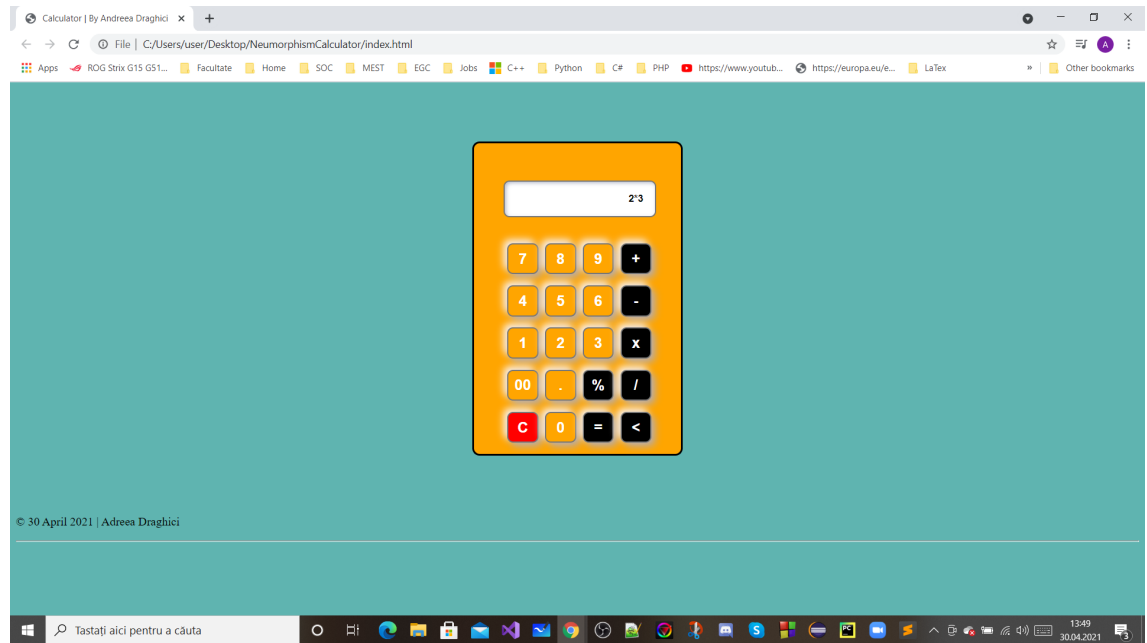 Calculator | By Andreea Draghici
File | C:/Users/user/Desktop/NeumorphismCalculator/index.html
A
Apps ROG Strix G15 G51... Facultate Home SOC MEST EGC Jobs C++ Python C# PHP https://www.youtub... https://europa.eu/e... LaTex » Other bookmarks
2*3
7 8 9 +
4 5 6 -
1 2 3 x
00 . % /
C 0 = <
© 30 April 2021 | Adreea Draghici
Tastați aici pentru a căuta
13:49
30.04.2021